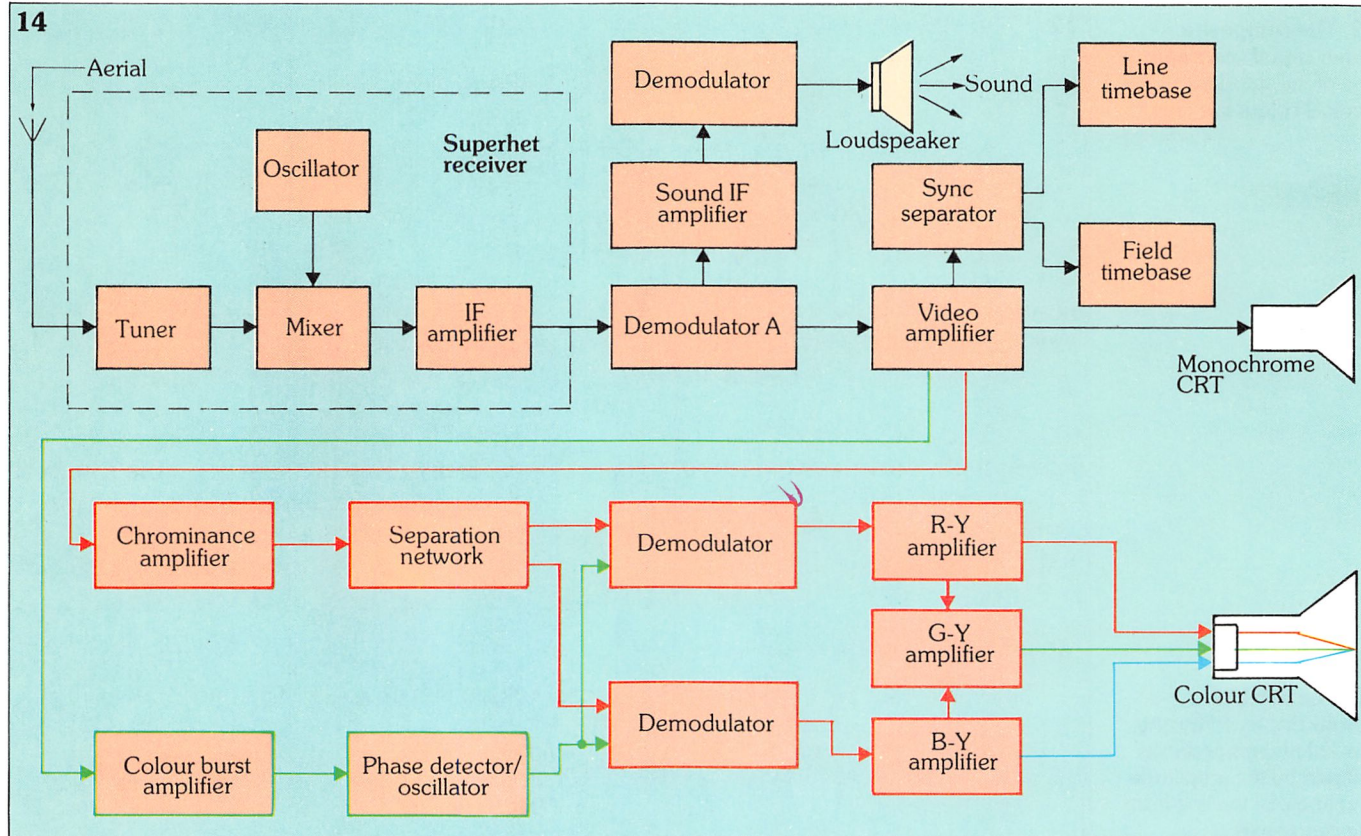 14
Aerial
Superhet
receiver
Oscillator
Tuner
Mixer
IF
amplifier
Demodulator
Loudspeaker
Sound
Line
timebase
Sound IF
amplifier
Sync
separator
Field
timebase
Demodulator A
Video
amplifier
Monochrome
CRT
Chrominance
amplifier
Separation
network
Demodulator
R-Y
amplifier
G-Y
amplifier
Colour CRT
Demodulator
B-Y
amplifier
Colour burst
amplifier
Phase detector/
oscillator